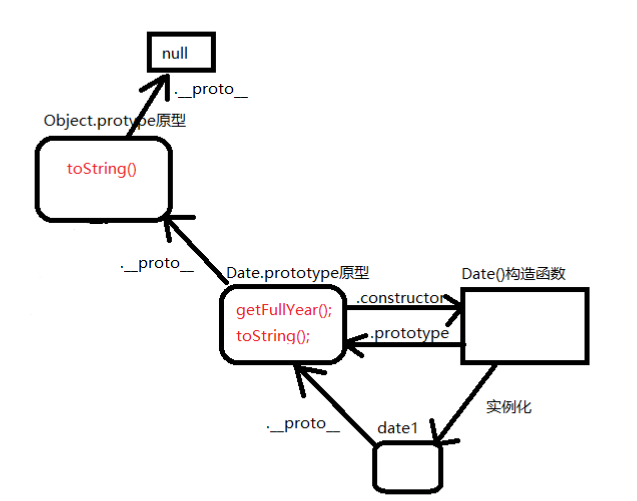 null
.__proto__
Object.protype原型
toString()
.__proto__
Date.prototype原型
Date()构造函数
getFullYear();
.constructor
toString();
.prototype
实例化
.__proto__
date1